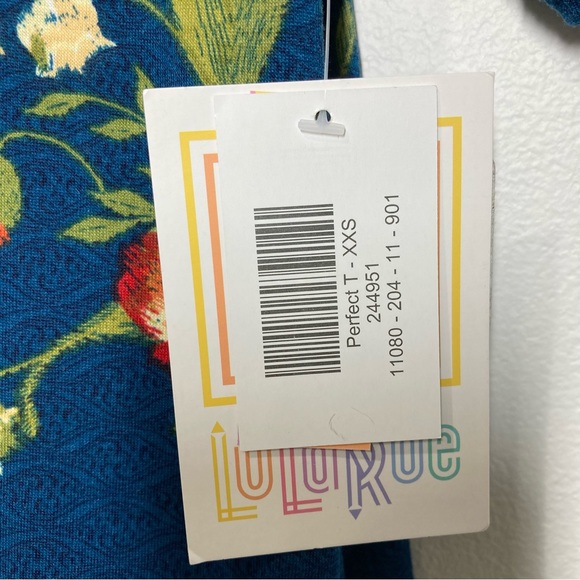 Perfect T - XXS
244951
11080 - 204 - 11 - 901
LuLaRoe